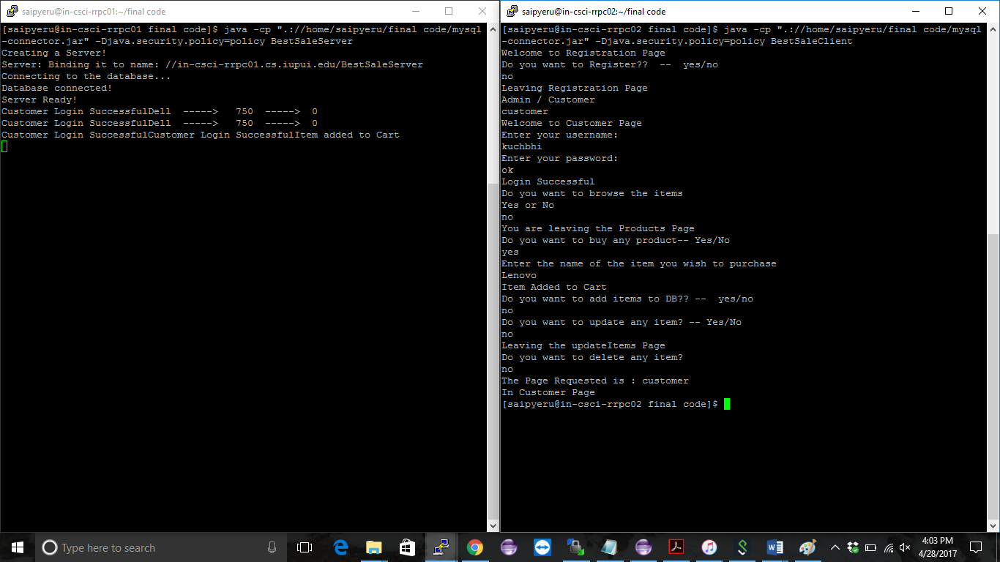 saipyeru@in-csci-rrpc01:~/final code
[saipyeru@in-csci-rrpc01 final code]$ java -cp ".://home/saipyeru/final code/mysql
-connector.jar" -Djava.security.policy=policy BestSaleServer
Creating a Server!
Server: Binding it to name: //in-csci-rrpc01.cs.iupui.edu/BestSaleServer
Connecting to the database...
Database connected!
Server Ready!
Customer Login SuccessfulDell  ----->   750  ----->  0
Customer Login SuccessfulDell  ----->   750  ----->  0
Customer Login SuccessfulCustomer Login SuccessfulItem added to Cart
saipyeru@in-csci-rrpc02:~/final code
[saipyeru@in-csci-rrpc02 final code]$ java -cp ".://home/saipyeru/final code/mysql
-connector.jar" -Djava.security.policy=policy BestSaleClient
Welcome to Registration Page
Do you want to Register??  --  yes/no
no
Leaving Registration Page
Admin / Customer
customer
Welcome to Customer Page
Enter your username:
kuchbhi
Enter your password:
ok
Login Successful
Do you want to browse the items
Yes or No
no
You are leaving the Products Page
Do you want to buy any product-- Yes/No
yes
Enter the name of the item you wish to purchase
Lenovo
Item Added to Cart
Do you want to add items to DB?? --  yes/no
no
Do you want to update any item? -- Yes/No
no
Leaving the updateItems Page
Do you want to delete any item?
no
The Page Requested is : customer
In Customer Page
[saipyeru@in-csci-rrpc02 final code]$
Type here to search
4:03 PM
4/28/2017